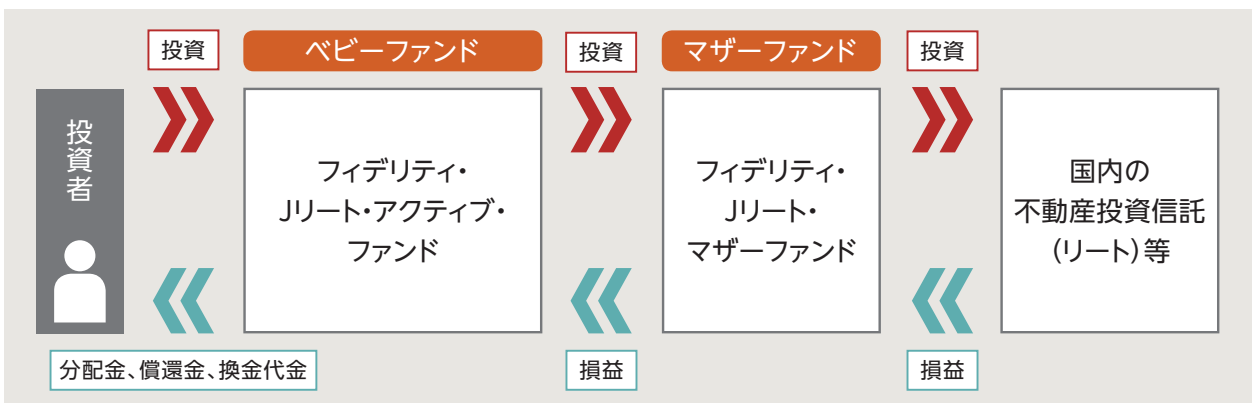 投資
ベビーファンド
投資
マザーファンド
投資
投資者
フィデリティ・
Jリート・アクティブ・
ファンド
フィデリティ・
Jリート・
マザーファンド
国内の
不動産投資信託
(リート)等
分配金、償還金、換金代金
損益
損益